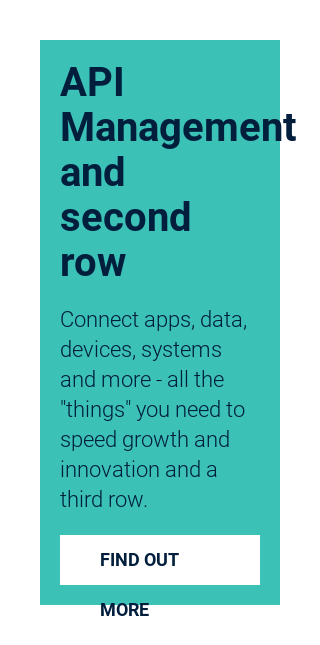 API
Management
and
second
row
Connect apps, data,
devices, systems
and more - all the
"things" you need to
speed growth and
innovation and a
third row.
FIND OUT
MORE